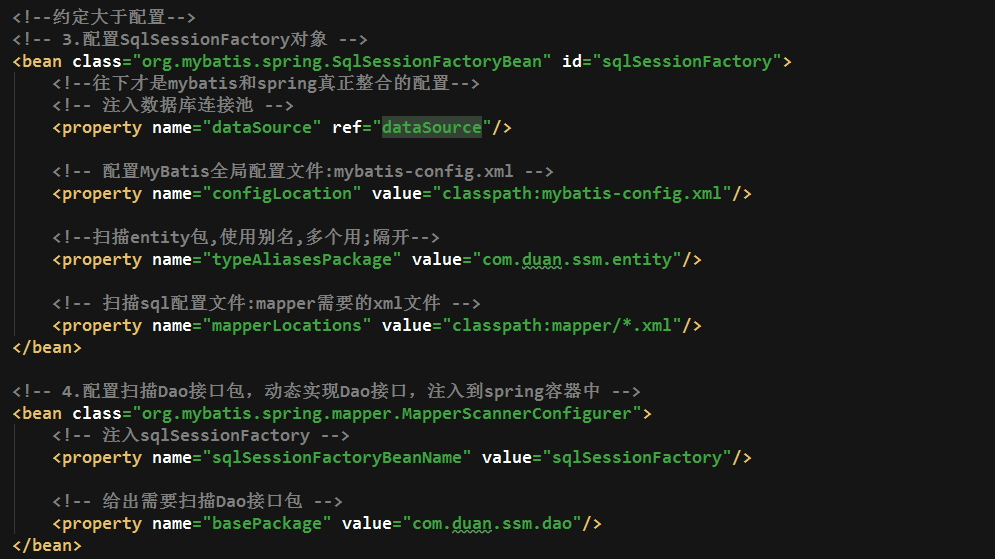 <!--约定大于配置-->
<!-- 3.配置SqlSessionFactory对象 -->
<bean class="org.mybatis.spring.SqlSessionFactoryBean" id="sqlSessionFactory">
<!--往下才是mybatis和spring真正整合的配置-->
<!-- 注入数据库连接池 -->
<property name="dataSource" ref="dataSource"/>
<!-- 配置MyBatis全局配置文件:mybatis-config.xml -->
<property name="configLocation" value="classpath:mybatis-config.xml"/>
<!--扫描entity包,使用别名,多个用;隔开-->
<property name="typeAliasesPackage" value="com.duan.ssm.entity"/>
<!-- 扫描sql配置文件:mapper需要的xml文件 -->
<property name="mapperLocations" value="classpath:mapper/*.xml"/>
</bean>
<!-- 4.配置扫描Dao接口包，动态实现Dao接口，注入到spring容器中 -->
<bean class="org.mybatis.spring.mapper.MapperScannerConfigurer">
<!-- 注入sqlSessionFactory -->
<property name="sqlSessionFactoryBeanName" value="sqlSessionFactory"/>
<!-- 给出需要扫描Dao接口包 -->
<property name="basePackage" value="com.duan.ssm.dao"/>
</bean>